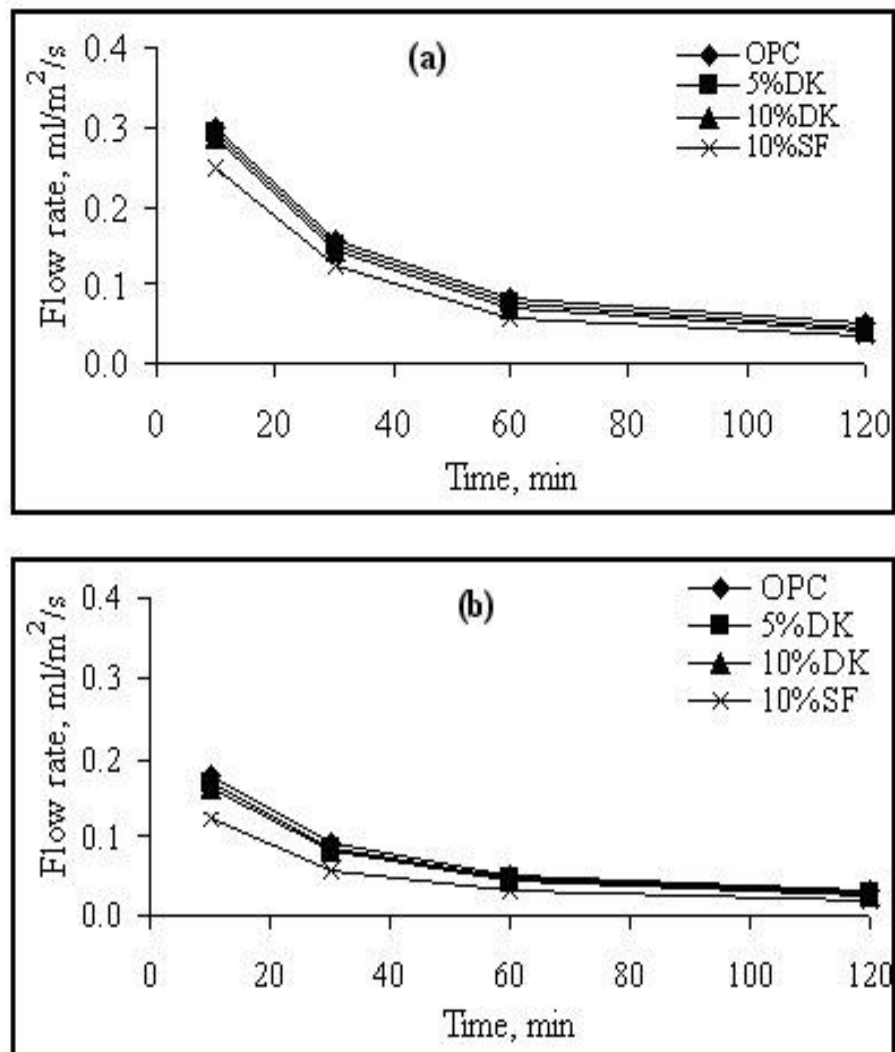 (a)
OPC
5%DK
10%DK
10%SF
Flow rate, ml/m²/s
0.4
0.3
0.2
0.1
0.0
0 20 40 60 80 100 120
Time, min
(b)
OPC
5%DK
10%DK
10%SF
Flow rate, ml/m²/s
0.4
0.3
0.2
0.1
0.0
0 20 40 60 80 100 120
Time, min